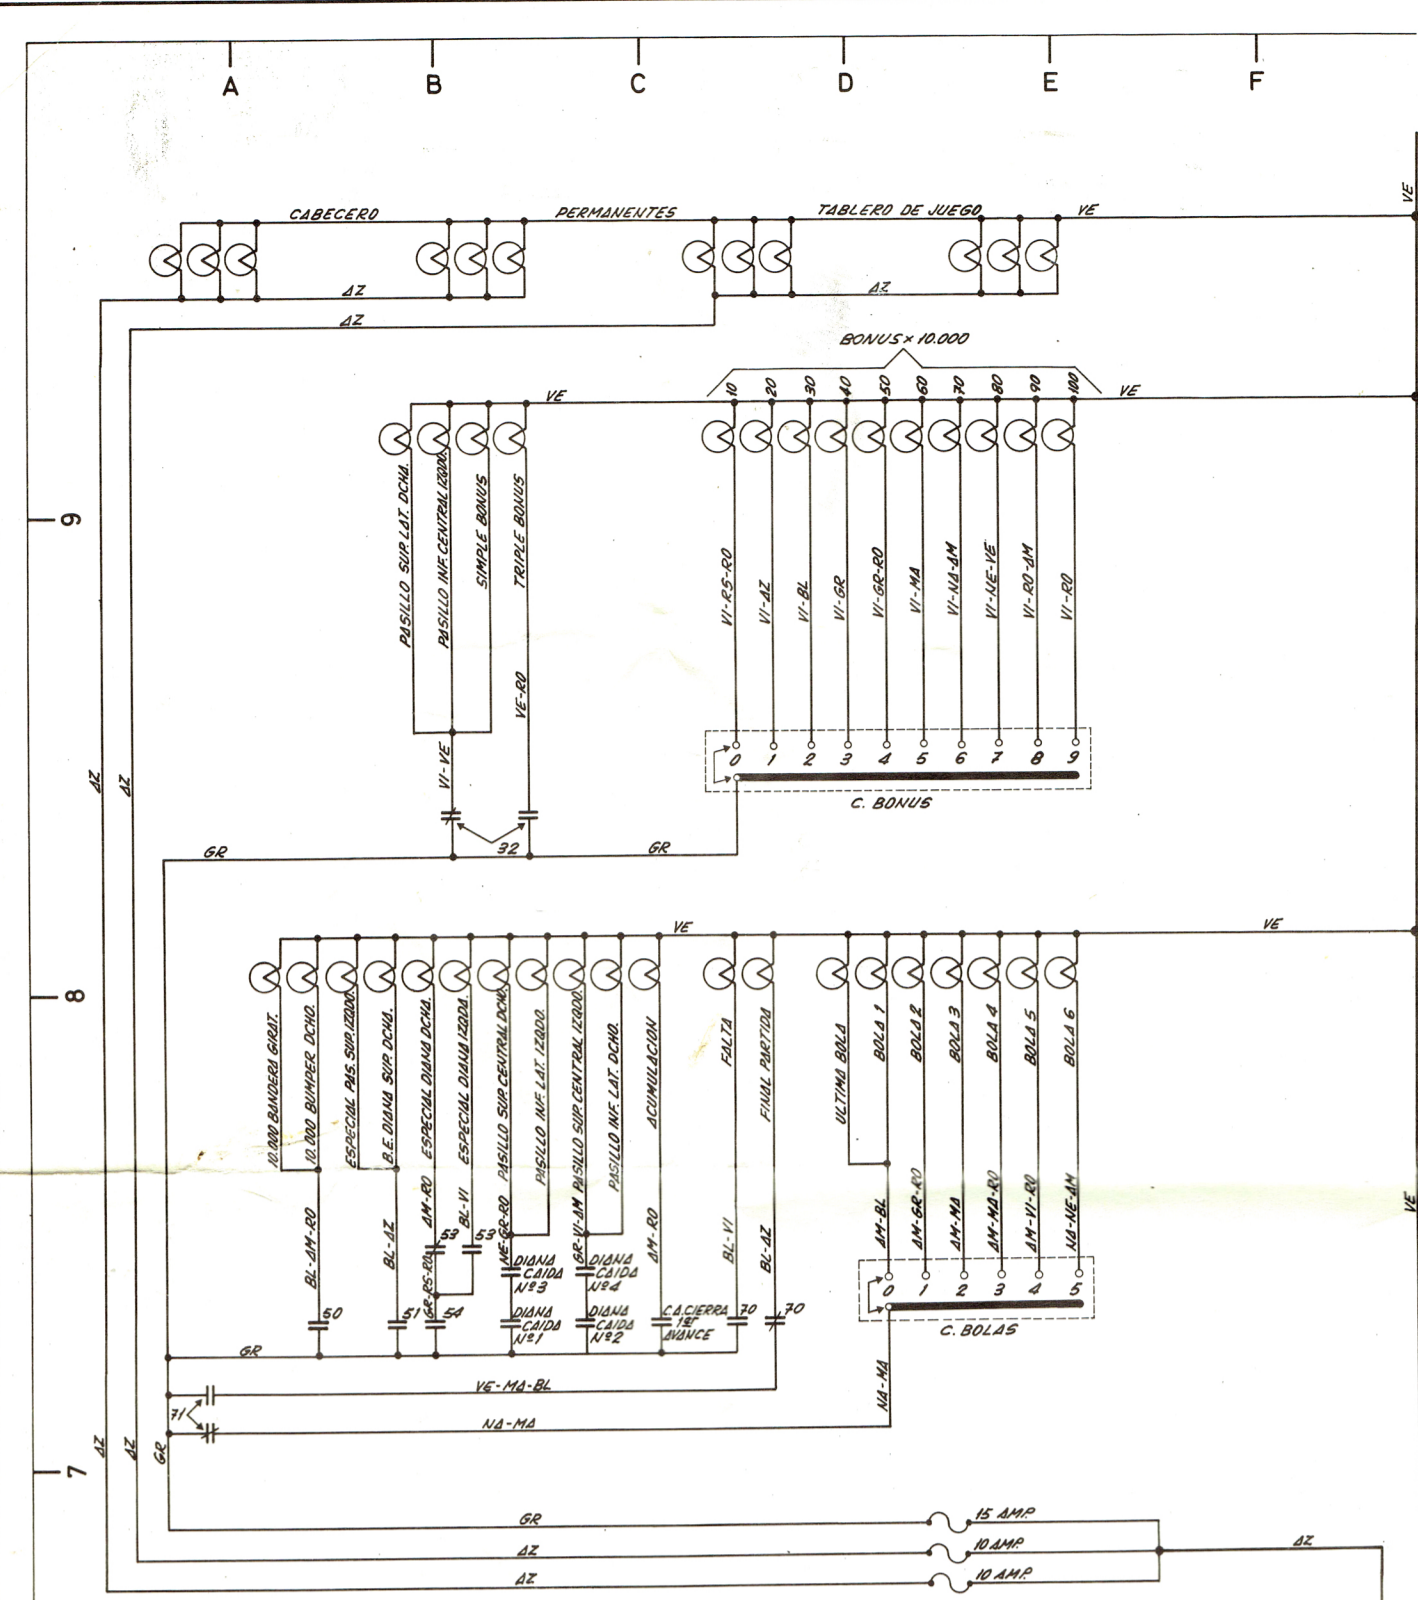 A B C D E F
VE
CABECERO PERMANENTES TABLERO DE JUEGO VE
AZ AZ
AZ
BONUS x 10.000
VE 10 20 30 40 50 60 70 80 90 100 VE
PASILLO SUP. LAT. DCHA.
PASILLO INF. CENTRAL IZQDO.
SIMPLE BONUS
TRIPLE BONUS
9
VI-RS-RO
VI-AZ
VI-BL
VI-GR
VI-GR-RO
VI-MA
VI-NA-AM
VI-NE-VE
VI-RO-AM
VI-RO
VE-RO
VI-VE
AZ AZ
0 1 2 3 4 5 6 7 8 9
C. BONUS
32
GR GR
VE VE
8
10.000 BANDERA GIRAT.
10.000 BUMPER DCHO.
ESPECIAL PAS. SUP. IZQDO.
B.E. DIANA SUP. DCHA.
ESPECIAL DIANA DCHA.
ESPECIAL DIANA IZQDA.
PASILLO SUP. CENTRAL DCHO.
PASILLO INF. LAT. IZQDO.
PASILLO SUP. CENTRAL IZQDO.
PASILLO INF. LAT. DCHO.
ACUMULACION
FALTA
FINAL PARTIDA
ULTIMA BOLA
BOLA 1
BOLA 2
BOLA 3
BOLA 4
BOLA 5
BOLA 6
VE
BL-AM-RO
BL-AZ
AM-RO
BL-VI
NE-GR-RO
GR-VI-AM
AM-RO
BL-VI
BL-AZ
AM-BL
AM-GR-RO
AM-MA
AM-MA-RO
AM-VI-RO
NA-NE-AM
53 53
GR-RS-RO
DIANA CAIDA Nº3
DIANA CAIDA Nº4
0 1 2 3 4 5
C. BOLAS
50 51 54
DIANA CAIDA Nº1
DIANA CAIDA Nº2
C.A. CIERRA 1er AVANCE
70 70
GR
VE-MA-BL
71
NA-MA
NA-MA
7
AZ AZ GR
GR 15 AMP.
AZ 10 AMP. AZ
AZ 10 AMP.